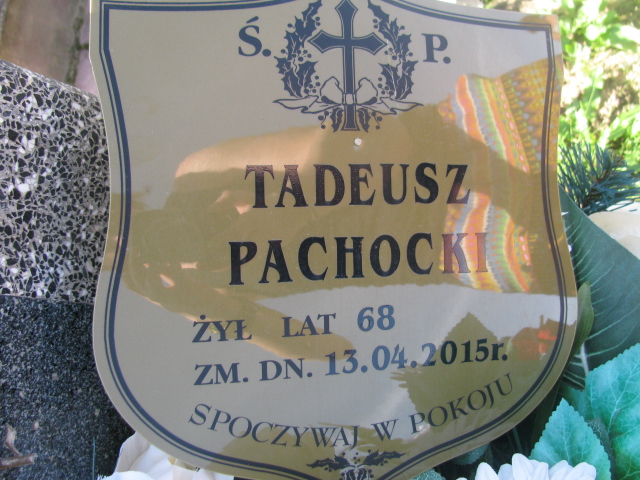 Ś. P.
TADEUSZ
PACHOCKI
ŻYŁ LAT 68
ZM. DN. 13.04.2015r.
SPOCZYWAJ W POKOJU